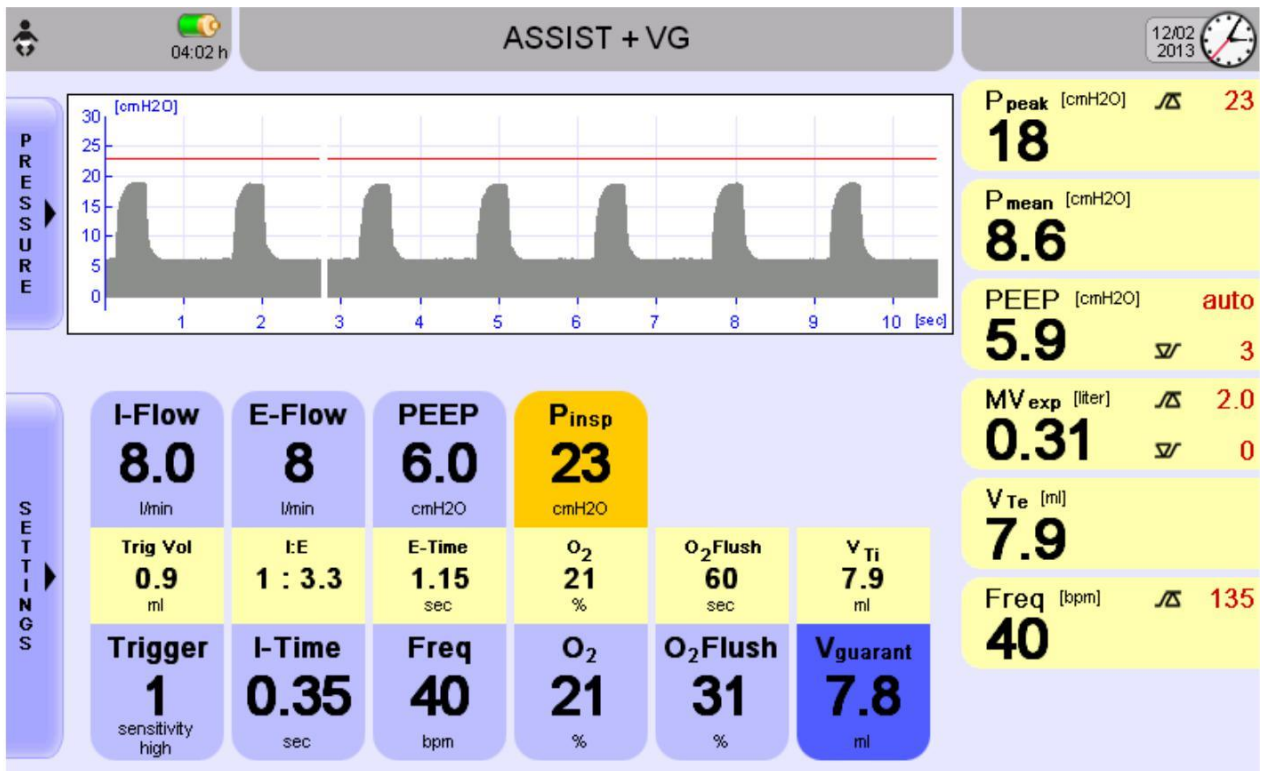 04:02 h
ASSIST + VG
12/02
2013
PRESSURE
[cmH2O]
30
25
20
15
10
5
0
1 2 3 4 5 6 7 8 9 10 [sec]
Ppeak [cmH2O] 23
18
Pmean [cmH2O]
8.6
PEEP [cmH2O] auto
5.9 3
MVexp [liter] 2.0
0.31 0
VTe [ml]
7.9
Freq [bpm] 135
40
SETTINGS
I-Flow E-Flow PEEP Pinsp
8.0 8 6.0 23
l/min l/min cmH2O cmH2O
Trig Vol I:E E-Time O2 O2Flush VTi
0.9 1 : 3.3 1.15 21 60 7.9
ml sec % sec ml
Trigger I-Time Freq O2 O2Flush Vguarant
1 0.35 40 21 31 7.8
sensitivity
high sec bpm % % ml